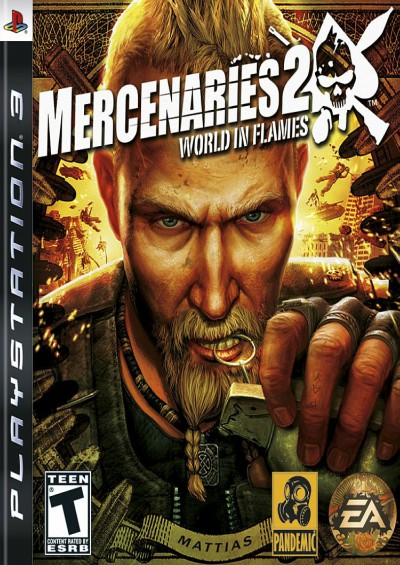 PLAYSTATION 3
MERCENARIES 2
TM
WORLD IN FLAMES
TEEN
T
CONTENT RATED BY
ESRB
MATTIAS
PANDEMIC
EA